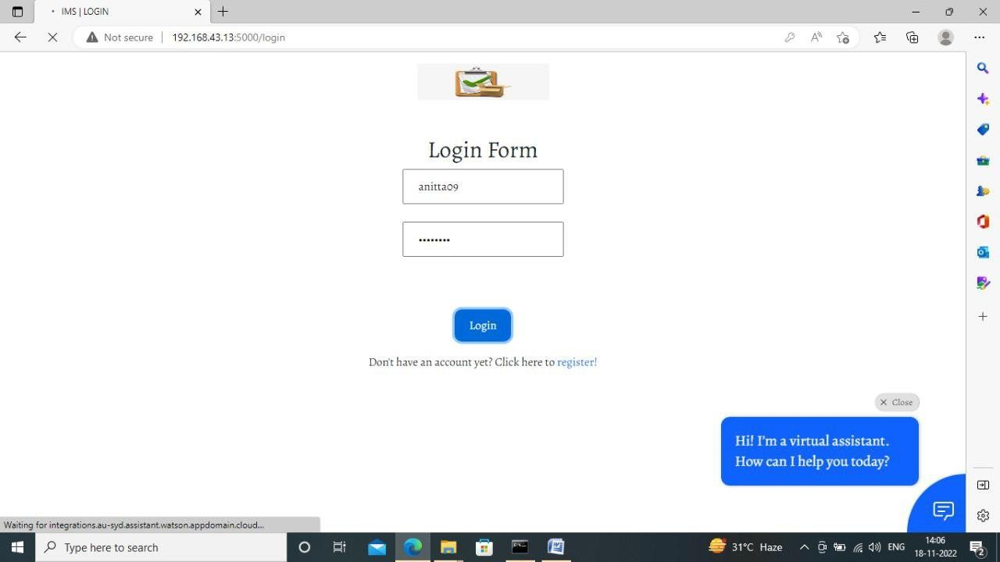 IMS | LOGIN
Not secure
192.168.43.13:5000/login
Login Form
anitta09
••••••••
Login
Don't have an account yet? Click here to register!
Close
Hi! I'm a virtual assistant.
How can I help you today?
Waiting for integrations.au-syd.assistant.watson.appdomain.cloud...
Type here to search
31°C Haze
ENG
14:06
18-11-2022
2